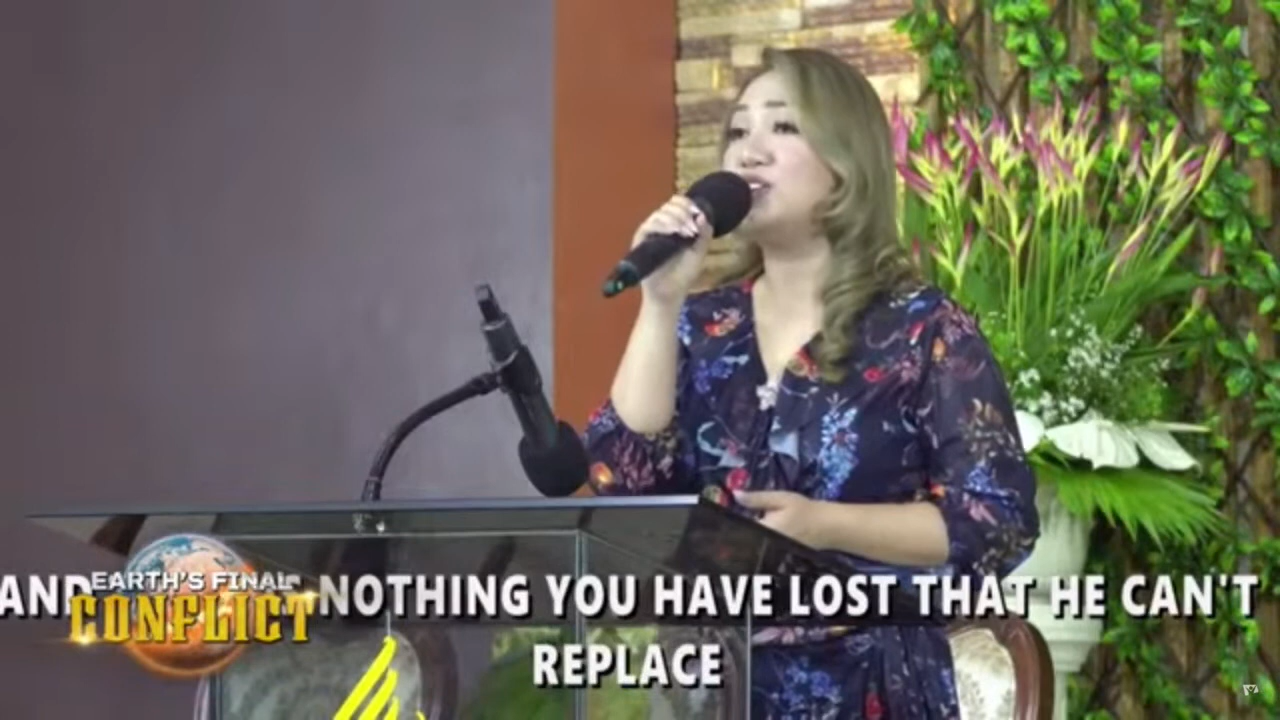 AND NOTHING YOU HAVE LOST THAT HE CAN'T
REPLACE
EARTH'S FINAL
CONFLICT